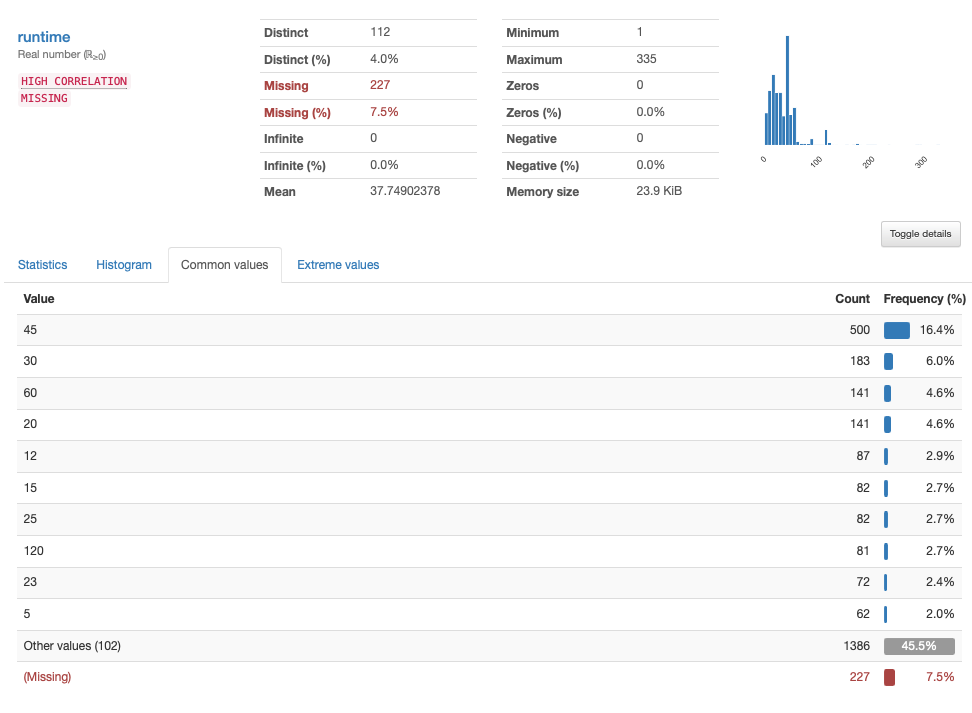 runtime
Real number (ℝ≥0)
HIGH CORRELATION
MISSING
Distinct 112
Distinct (%) 4.0%
Missing 227
Missing (%) 7.5%
Infinite 0
Infinite (%) 0.0%
Mean 37.74902378
Minimum 1
Maximum 335
Zeros 0
Zeros (%) 0.0%
Negative 0
Negative (%) 0.0%
Memory size 23.9 KiB
0 100 200 300
Toggle details
Statistics Histogram Common values Extreme values
Value Count Frequency (%)
45 500 16.4%
30 183 6.0%
60 141 4.6%
20 141 4.6%
12 87 2.9%
15 82 2.7%
25 82 2.7%
120 81 2.7%
23 72 2.4%
5 62 2.0%
Other values (102) 1386 45.5%
(Missing) 227 7.5%